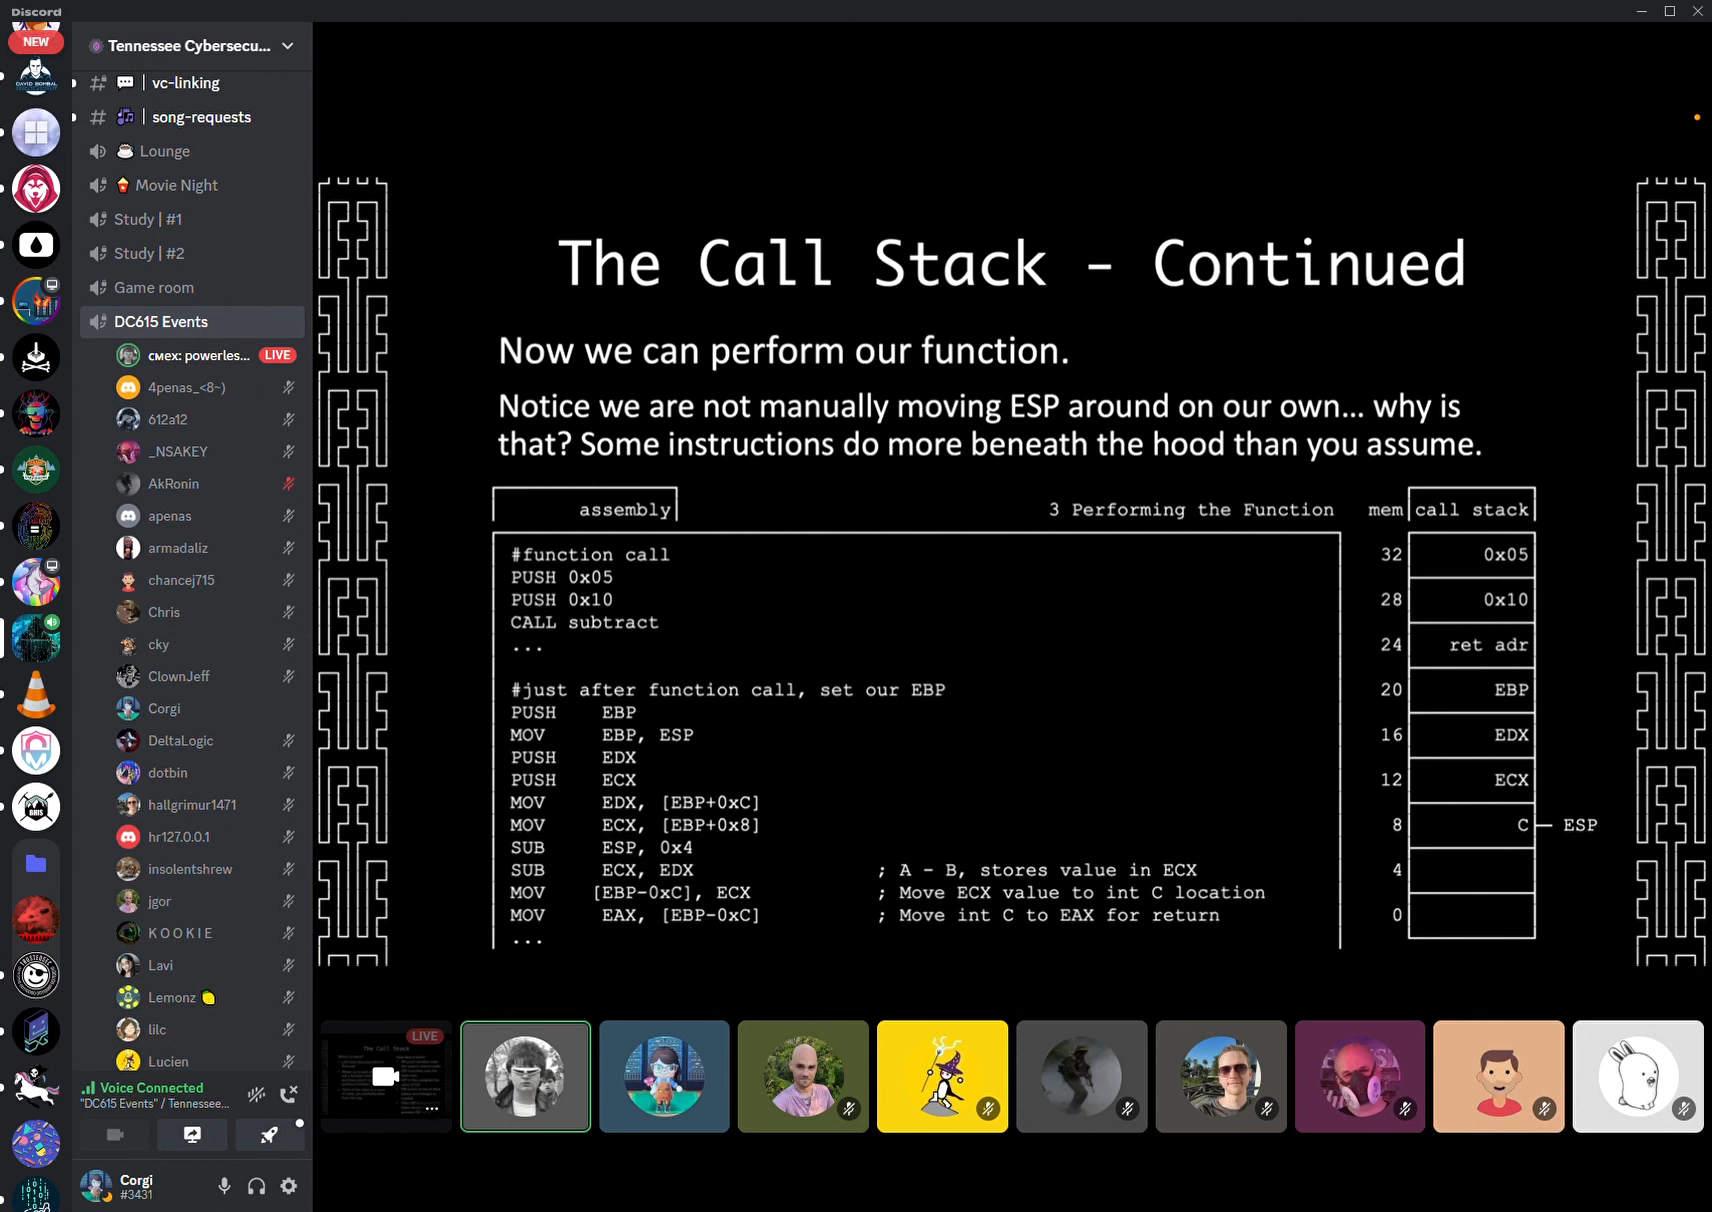 Discord
NEW
Tennessee Cybersecu...
vc-linking
song-requests
Lounge
Movie Night
Study | #1
Study | #2
Game room
DC615 Events
смех: powerles... LIVE
4penas_<8~)
612a12
_NSAKEY
AkRonin
apenas
armadaliz
chancej715
Chris
cky
ClownJeff
Corgi
DeltaLogic
dotbin
hallgrimur1471
hr127.0.0.1
insolentshrew
jgor
K O O K I E
Lavi
Lemonz
lilc
Lucien
Voice Connected
"DC615 Events" / Tennessee...
Corgi
#3431
DAVID BOMBAL
BHIS
TRUSTEDSEC
The Call Stack - Continued
Now we can perform our function.
Notice we are not manually moving ESP around on our own... why is
that? Some instructions do more beneath the hood than you assume.
assembly 3 Performing the Function mem call stack
#function call 32 0x05
PUSH 0x05
PUSH 0x10 28 0x10
CALL subtract
... 24 ret adr
#just after function call, set our EBP 20 EBP
PUSH EBP
MOV EBP, ESP 16 EDX
PUSH EDX
PUSH ECX 12 ECX
MOV EDX, [EBP+0xC]
MOV ECX, [EBP+0x8] 8 C ESP
SUB ESP, 0x4
SUB ECX, EDX ; A - B, stores value in ECX 4
MOV [EBP-0xC], ECX ; Move ECX value to int C location
MOV EAX, [EBP-0xC] ; Move int C to EAX for return 0
...
LIVE
The Call Stack